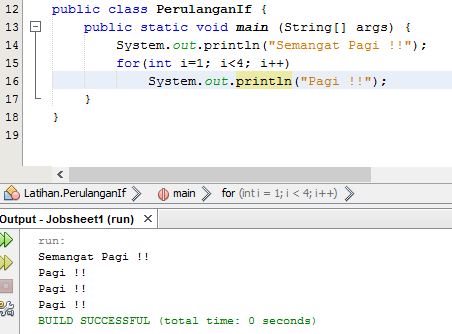 12 public class PerulanganIf {
13 public static void main (String[] args) {
14 System.out.println("Semangat Pagi !!");
15 for(int i=1; i<4; i++)
16 System.out.println("Pagi !!");
17 }
18 }
19
Latihan.PerulanganIf main for (int i = 1; i < 4; i++)
Output - Jobsheet1 (run) ×
run:
Semangat Pagi !!
Pagi !!
Pagi !!
Pagi !!
BUILD SUCCESSFUL (total time: 0 seconds)